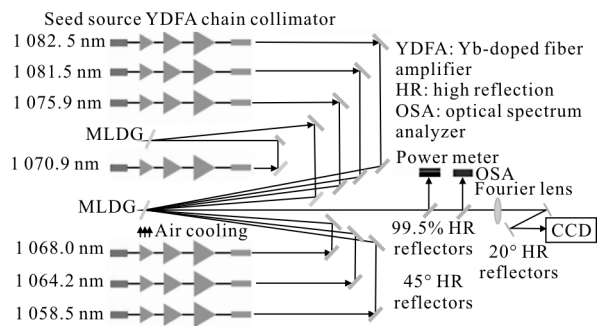 Seed source YDFA chain collimator
1 082. 5 nm
1 081.5 nm
1 075.9 nm
MLDG
1 070.9 nm
MLDG
Air cooling
1 068.0 nm
1 064.2 nm
1 058.5 nm
YDFA: Yb-doped fiber
amplifier
HR: high reflection
OSA: optical spectrum
analyzer
Power meter
OSA
Fourier lens
99.5% HR
reflectors
45° HR
reflectors
20° HR
reflectors
CCD